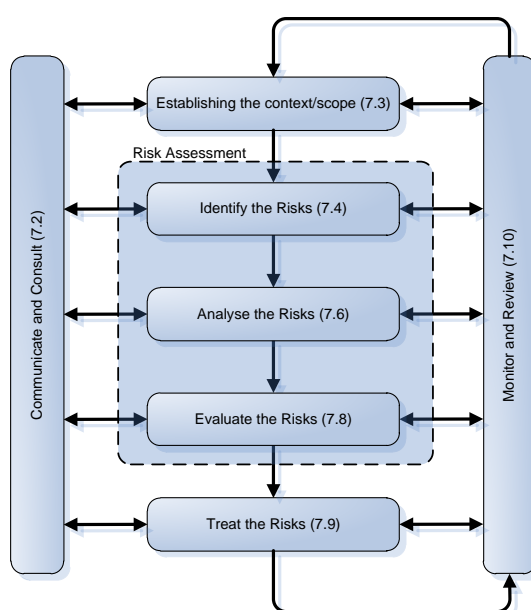 Establishing the context/scope (7.3)
Risk Assessment
Identify the Risks (7.4)
Analyse the Risks (7.6)
Evaluate the Risks (7.8)
Treat the Risks (7.9)
Communicate and Consult (7.2)
Monitor and Review (7.10)